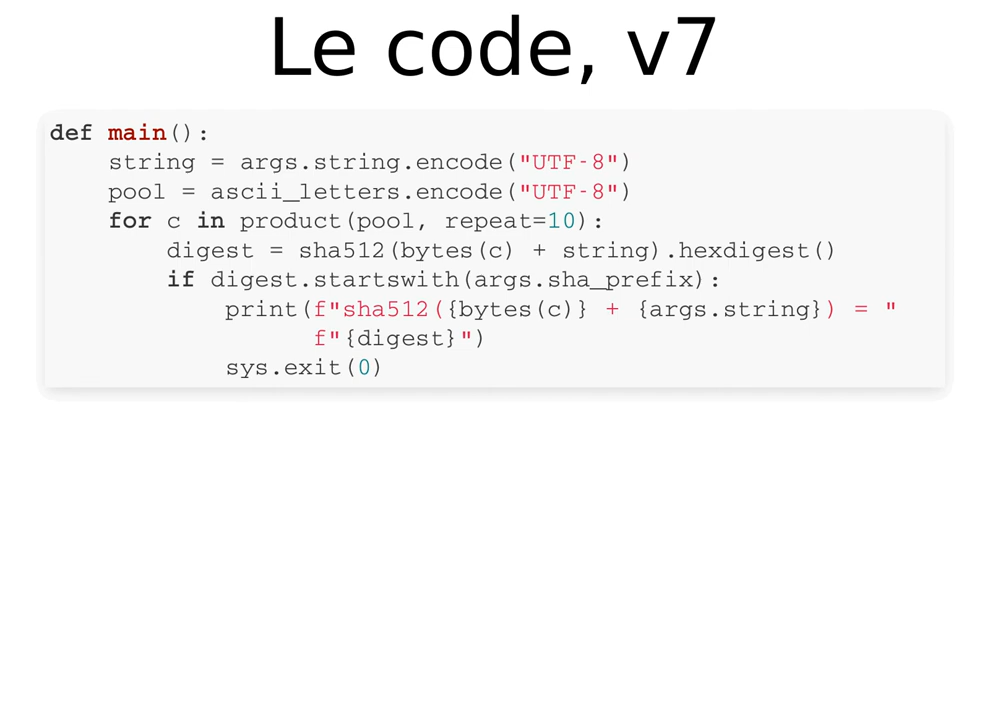 Le code, v7
def main():
    string = args.string.encode("UTF-8")
    pool = ascii_letters.encode("UTF-8")
    for c in product(pool, repeat=10):
        digest = sha512(bytes(c) + string).hexdigest()
        if digest.startswith(args.sha_prefix):
            print(f"sha512({bytes(c)} + {args.string}) = "
                  f"{digest}")
            sys.exit(0)